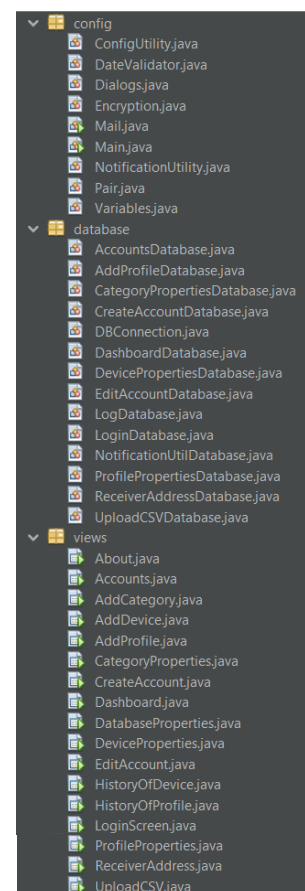 config
ConfigUtility.java
DateValidator.java
Dialogs.java
Encryption.java
Mail.java
Main.java
NotificationUtility.java
Pair.java
Variables.java
database
AccountsDatabase.java
AddProfileDatabase.java
CategoryPropertiesDatabase.java
CreateAccountDatabase.java
DBConnection.java
DashboardDatabase.java
DevicePropertiesDatabase.java
EditAccountDatabase.java
LogDatabase.java
LoginDatabase.java
NotificationUtilDatabase.java
ProfilePropertiesDatabase.java
ReceiverAddressDatabase.java
UploadCSVDatabase.java
views
About.java
Accounts.java
AddCategory.java
AddDevice.java
AddProfile.java
CategoryProperties.java
CreateAccount.java
Dashboard.java
DatabaseProperties.java
DeviceProperties.java
EditAccount.java
HistoryOfDevice.java
HistoryOfProfile.java
LoginScreen.java
ProfileProperties.java
ReceiverAddress.java
UploadCSV.java